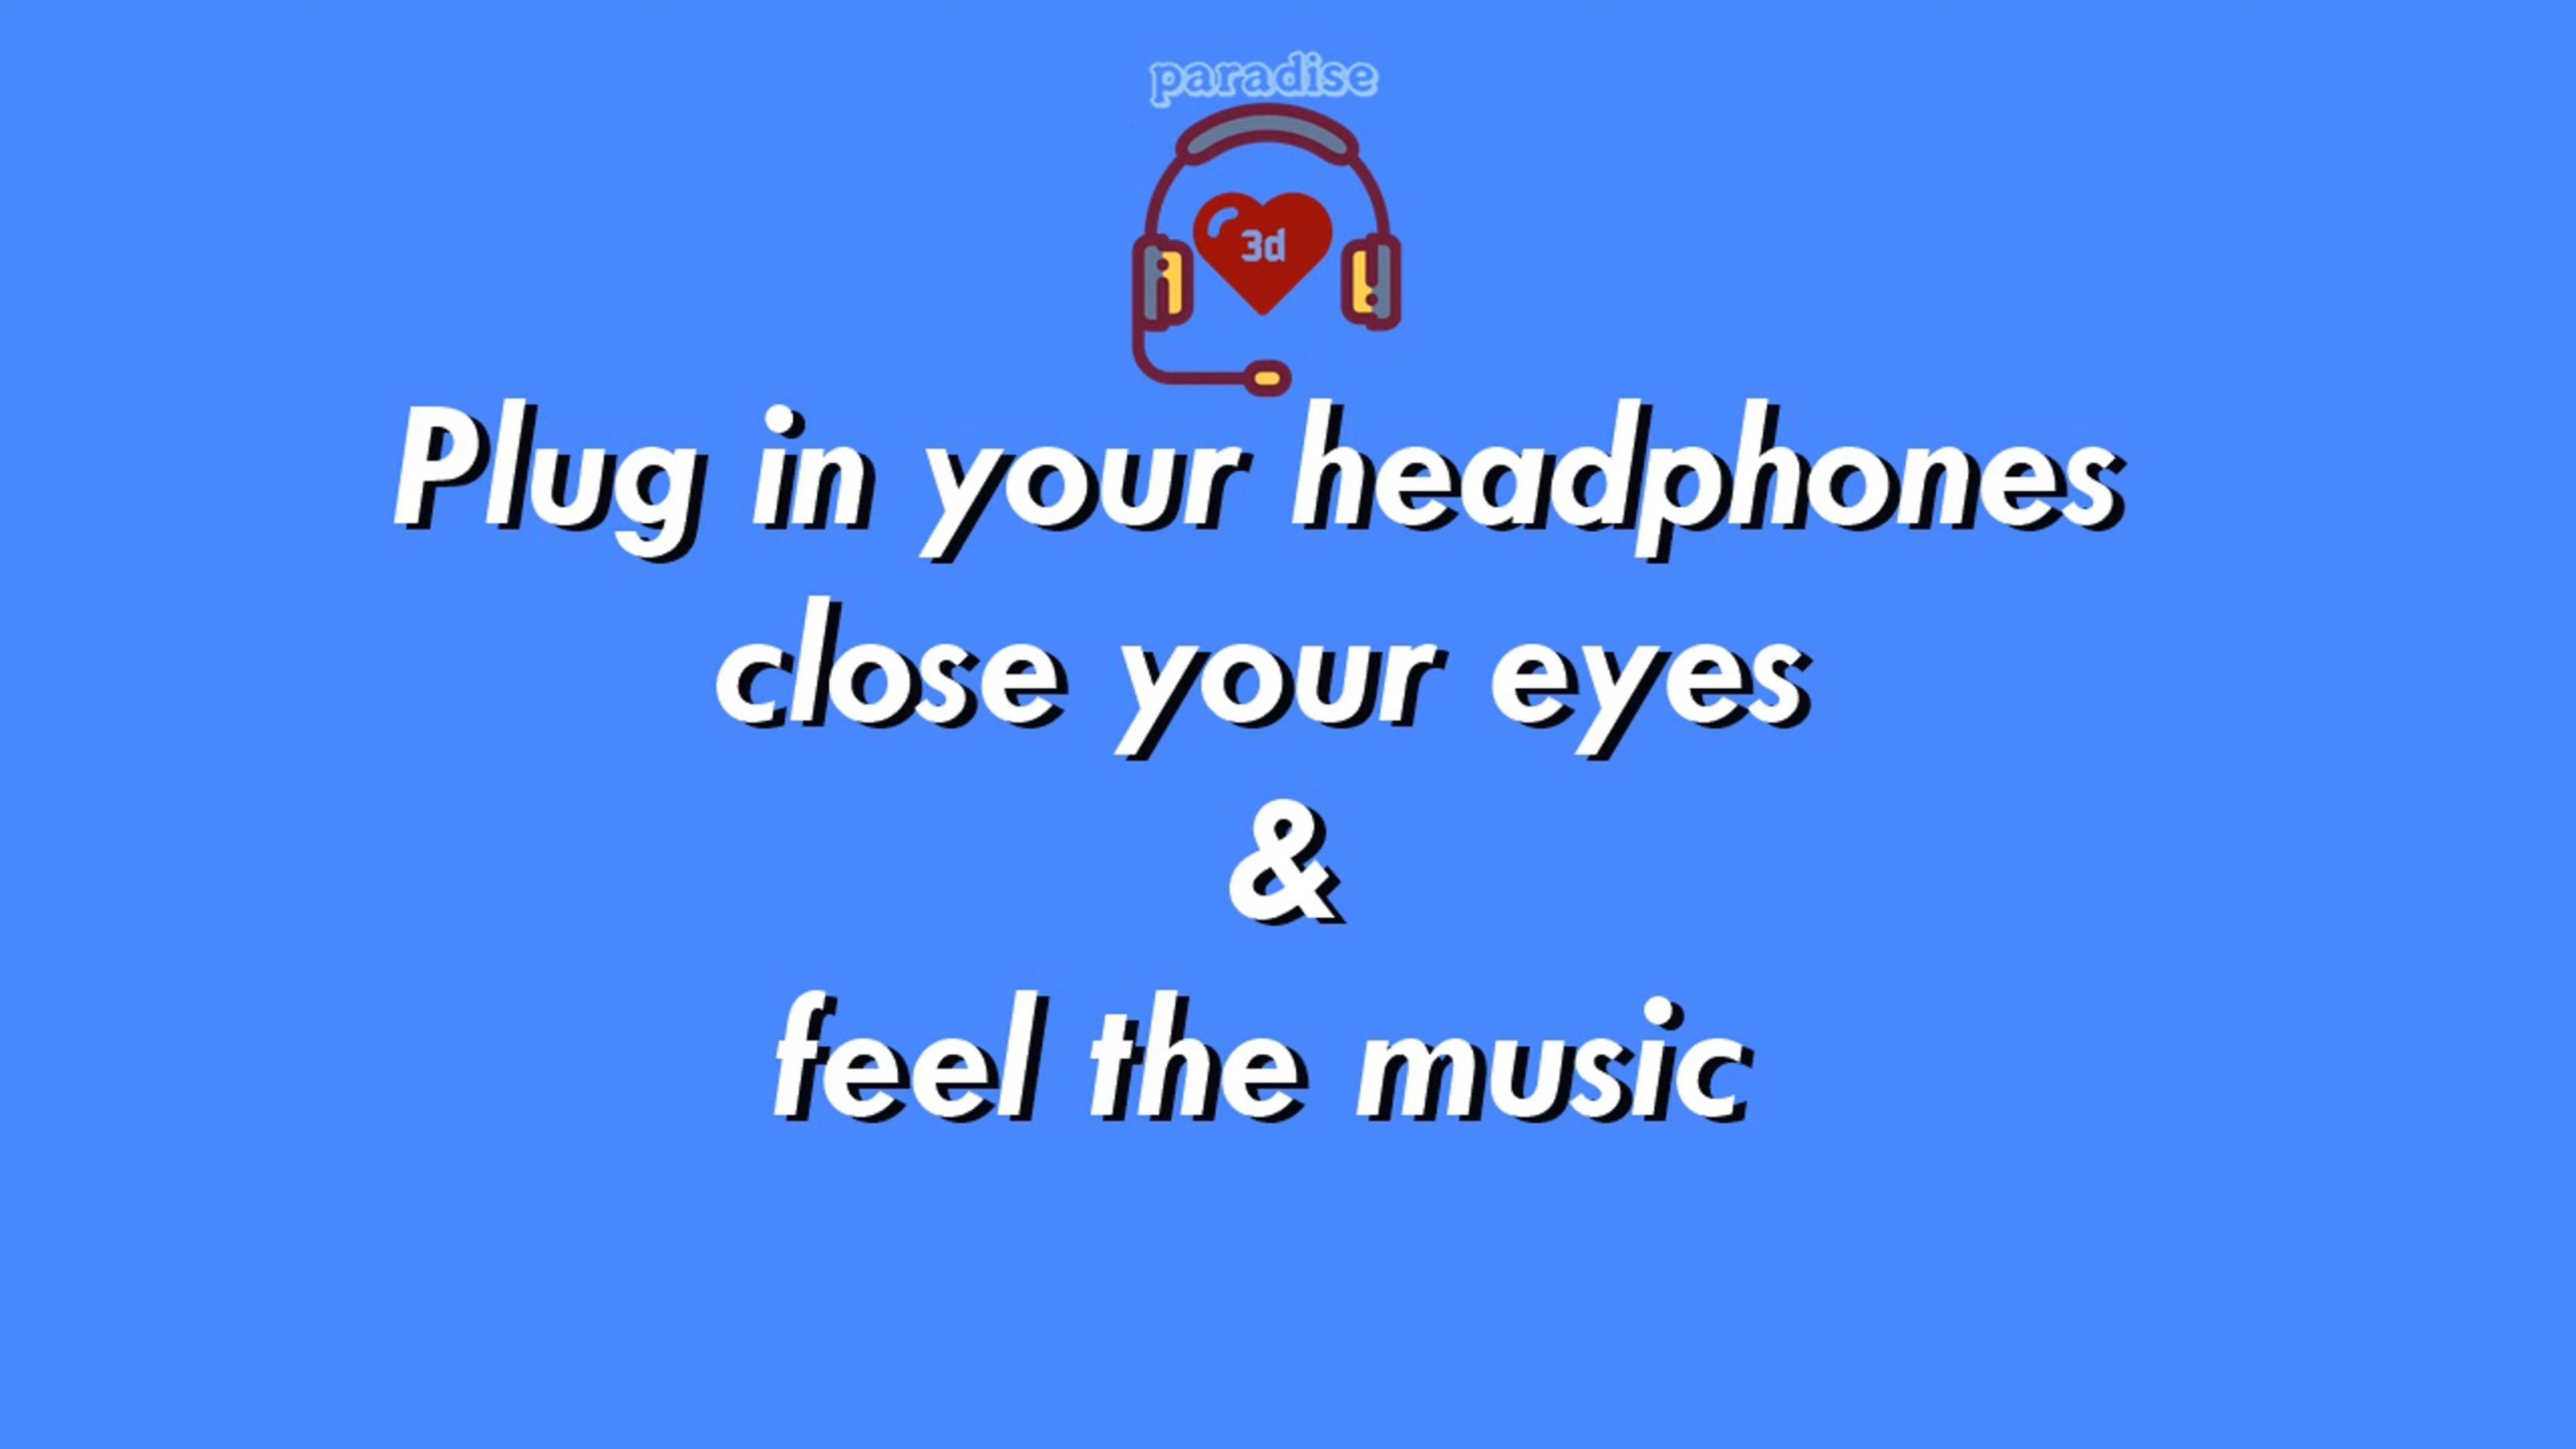 paradise
3d
Plug in your headphones
close your eyes
&
feel the music